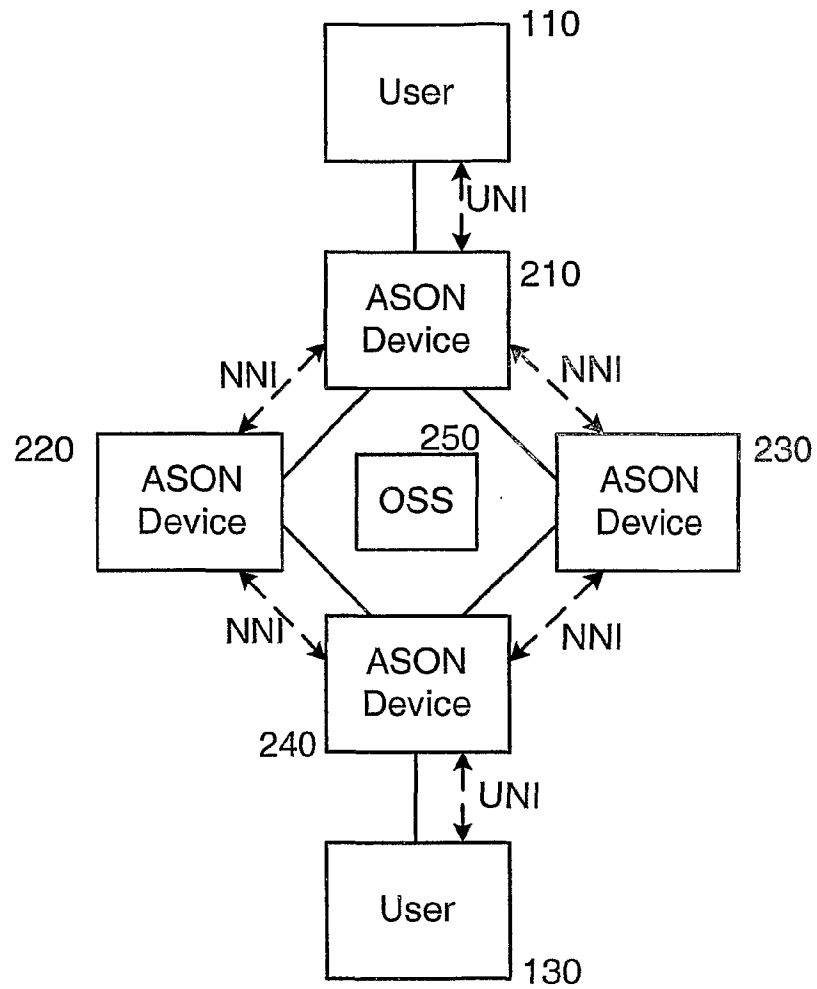 110
User
UNI
210
ASON
Device
NNI
NNI
220
ASON
Device
250
OSS
230
ASON
Device
NNI
NNI
ASON
Device
240
UNI
User
130